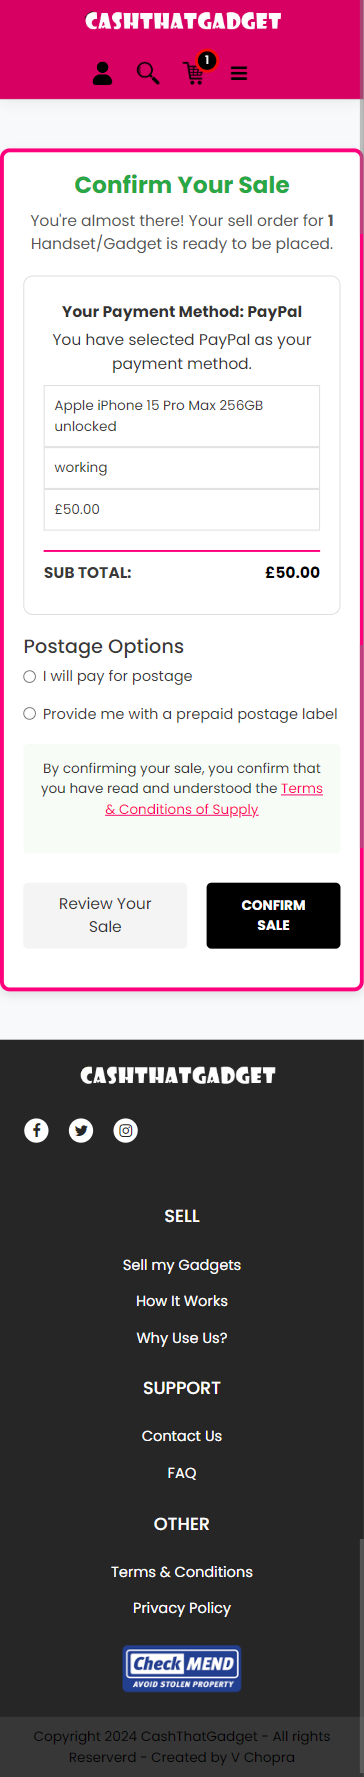 CASHTHATGADGET
1
Confirm Your Sale
You're almost there! Your sell order for 1
Handset/Gadget is ready to be placed.
Your Payment Method: PayPal
You have selected PayPal as your
payment method.
Apple iPhone 15 Pro Max 256GB
unlocked
working
£50.00
SUB TOTAL: £50.00
Postage Options
I will pay for postage
Provide me with a prepaid postage label
By confirming your sale, you confirm that
you have read and understood the Terms
& Conditions of Supply
Review Your
Sale
CONFIRM
SALE
CASHTHATGADGET
SELL
Sell my Gadgets
How It Works
Why Use Us?
SUPPORT
Contact Us
FAQ
OTHER
Terms & Conditions
Privacy Policy
CheckMEND
AVOID STOLEN PROPERTY
Copyright 2024 CashThatGadget - All rights
Reserverd - Created by V Chopra